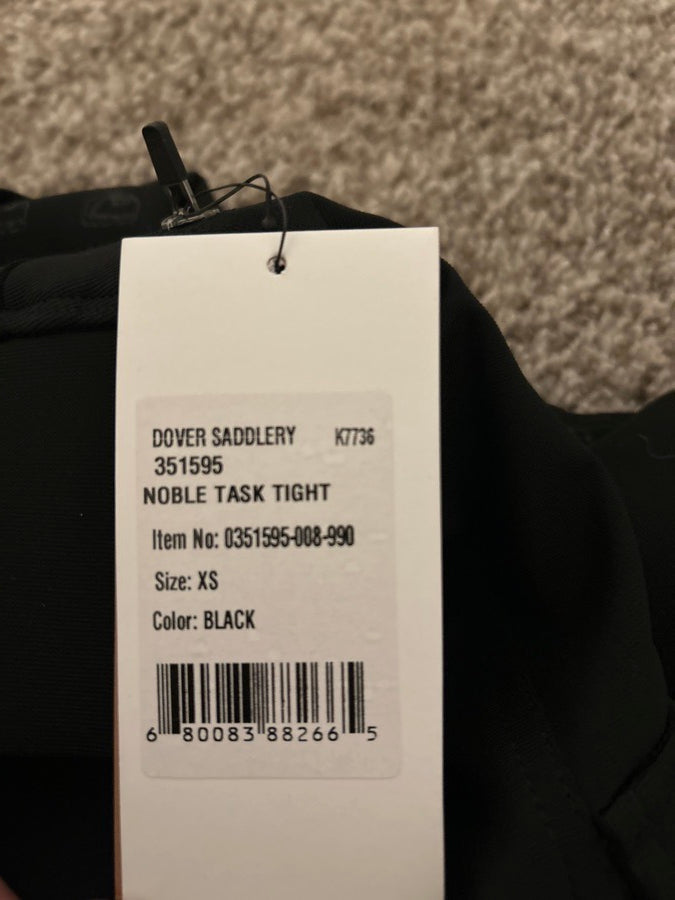 DOVER SADDLERY K7736
351595
NOBLE TASK TIGHT
Item No: 0351595-008-990
Size: XS
Color: BLACK
6 80083 88266 5